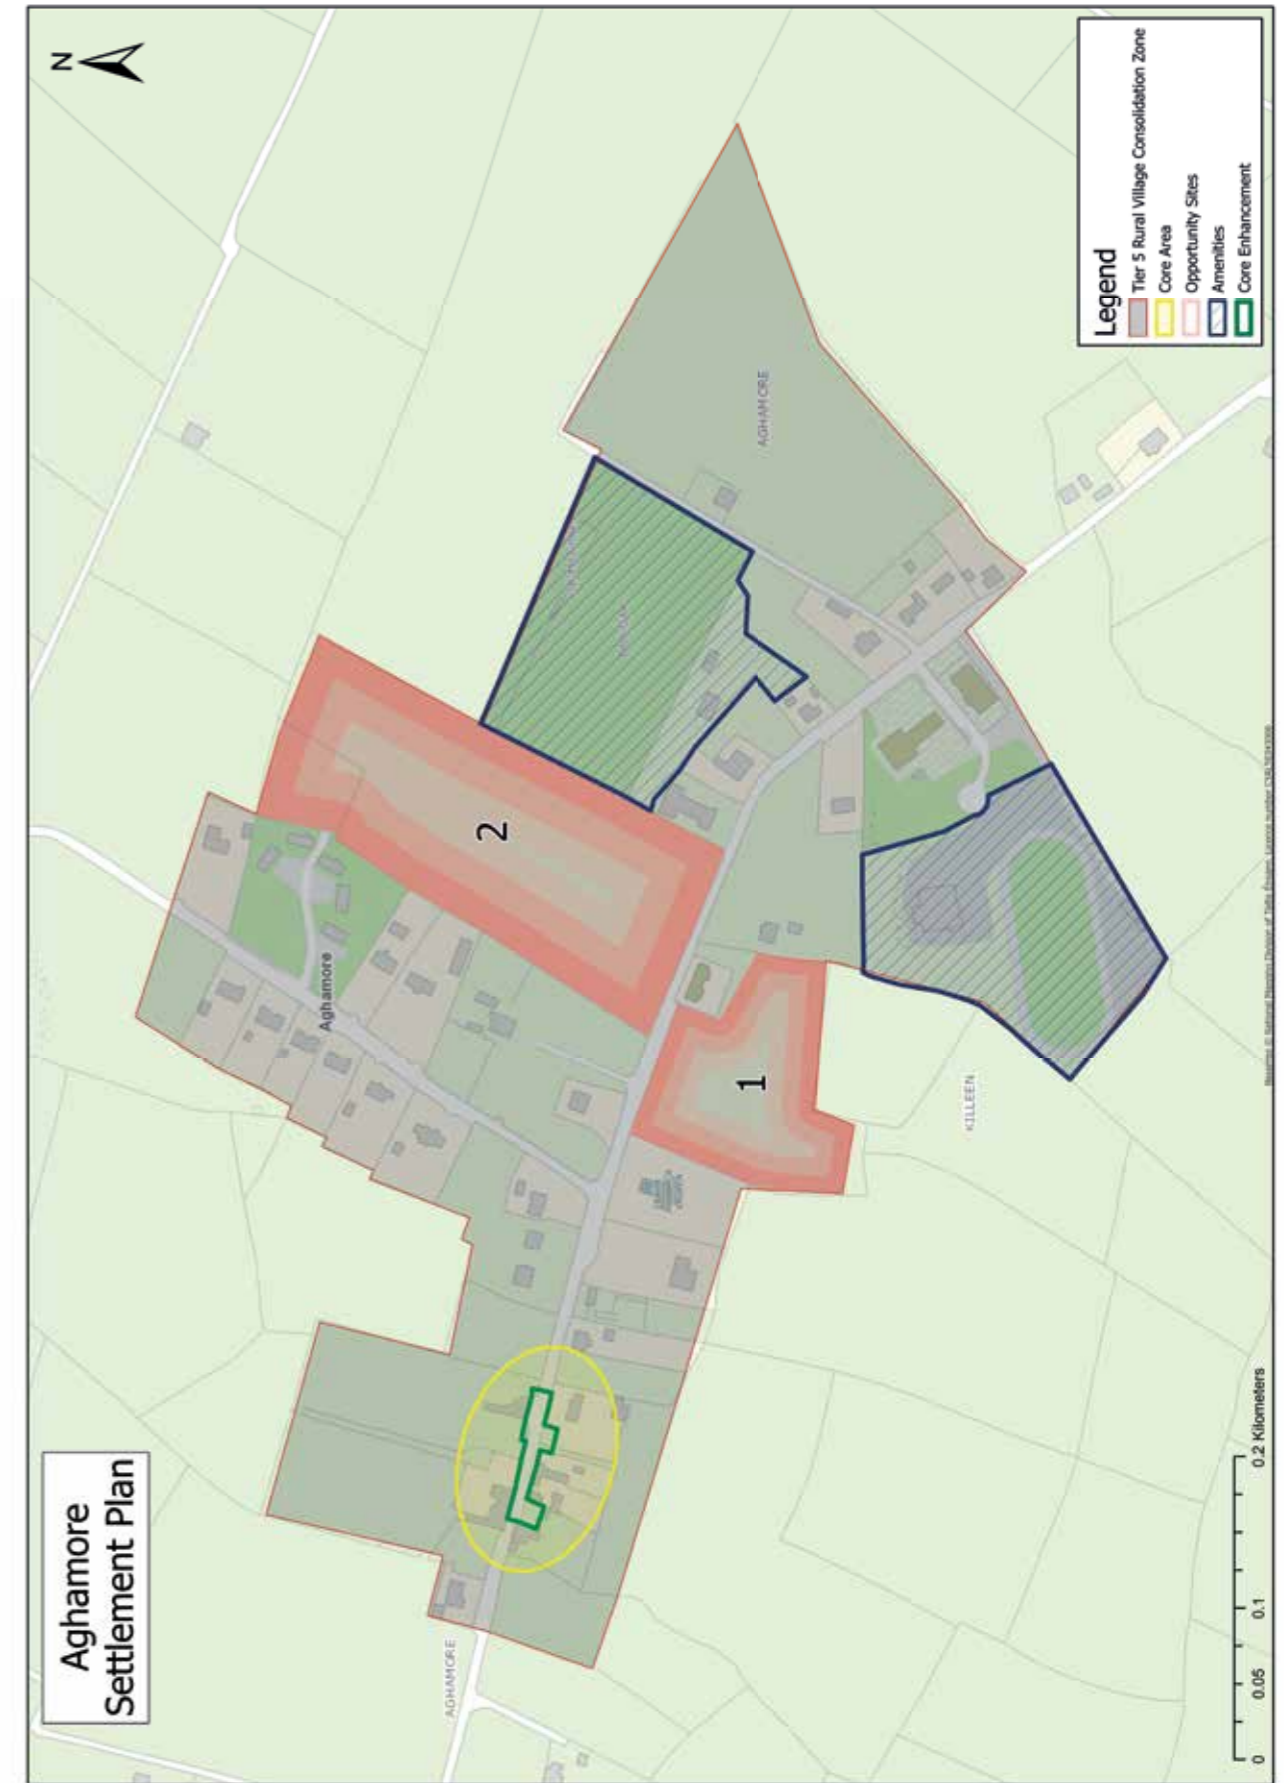 Aghamore
Settlement Plan
N
AGHAMORE
Aghamore
2
1
AGHAMORE
KILLEEN
Legend
Tier 5 Rural Village Consolidation Zone
Core Area
Opportunity Sites
Amenities
Core Enhancement
0 0.05 0.1 0.2 Kilometers